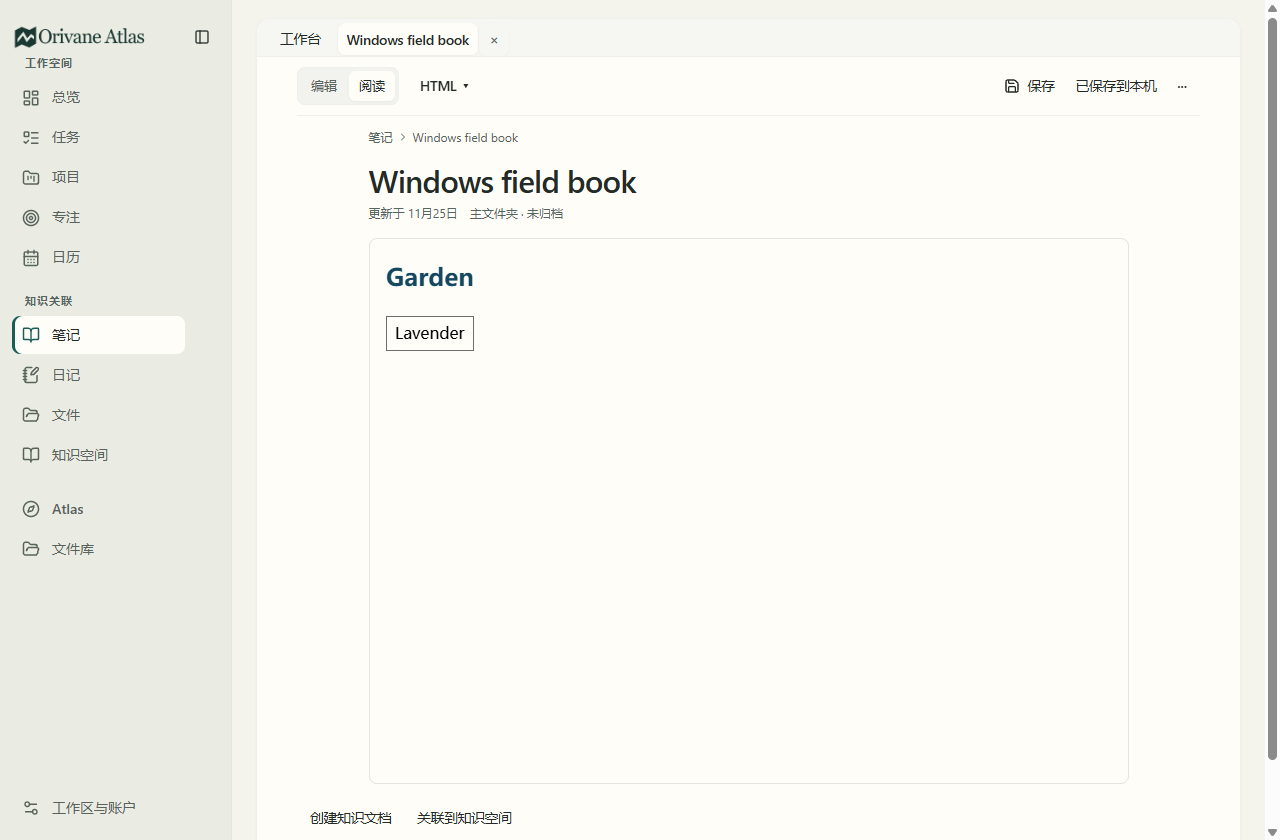 Orivane Atlas
工作空间
总览
任务
项目
专注
日历
知识关联
笔记
日记
文件
知识空间
Atlas
文件库
工作区与账户
工作台
Windows field book ×
编辑 阅读 HTML ▾ 保存 已保存到本机 ···
笔记 > Windows field book
Windows field book
更新于 11月25日 主文件夹 · 未归档
Garden
Lavender
创建知识文档 关联到知识空间